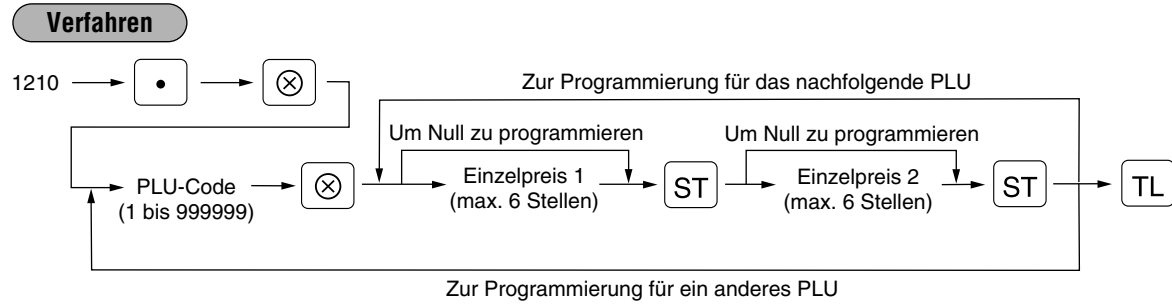 Verfahren
1210
Zur Programmierung für das nachfolgende PLU
Um Null zu programmieren
Um Null zu programmieren
PLU-Code
(1 bis 999999)
Einzelpreis 1
(max. 6 Stellen)
ST
Einzelpreis 2
(max. 6 Stellen)
ST
TL
Zur Programmierung für ein anderes PLU